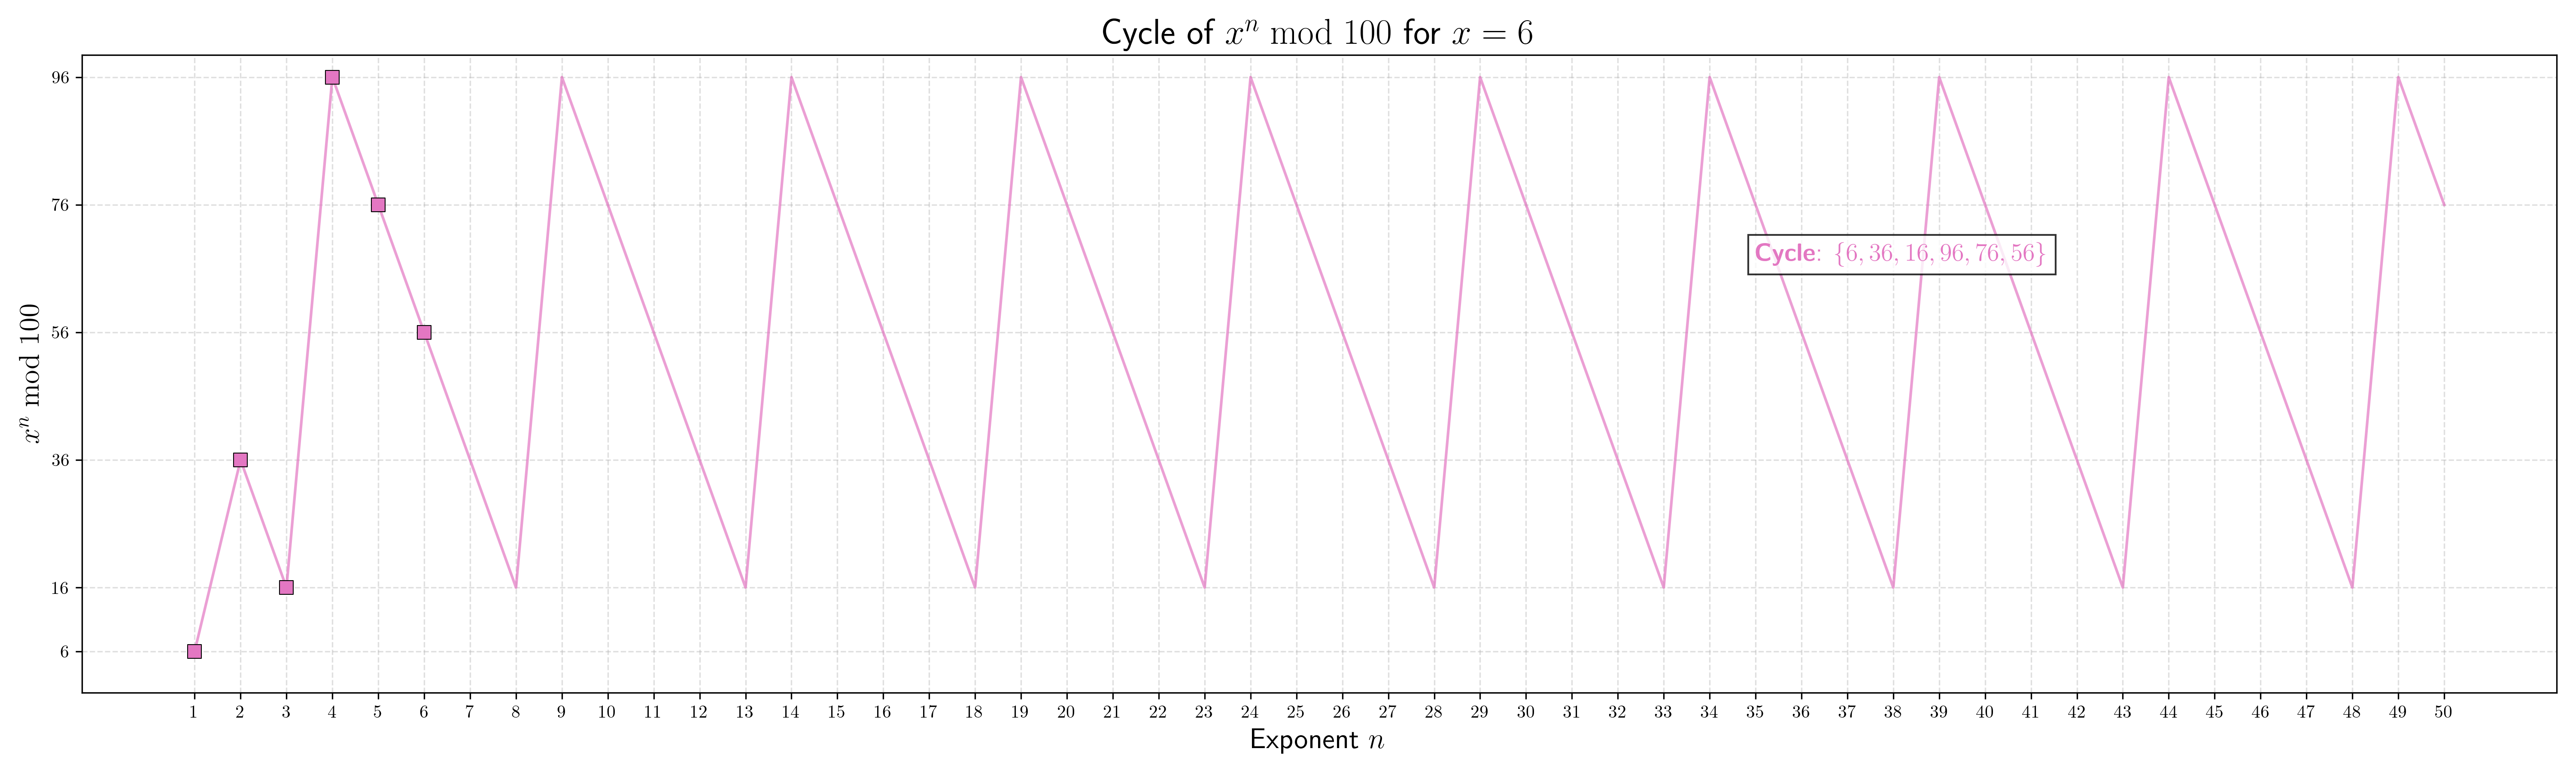 Cycle of $x^n$ mod 100 for $x = 6$
96
76
56
36
16
6
$x^n$ mod 100
Cycle: {6, 36, 16, 96, 76, 56}
1 2 3 4 5 6 7 8 9 10 11 12 13 14 15 16 17 18 19 20 21 22 23 24 25 26 27 28 29 30 31 32 33 34 35 36 37 38 39 40 41 42 43 44 45 46 47 48 49 50
Exponent $n$